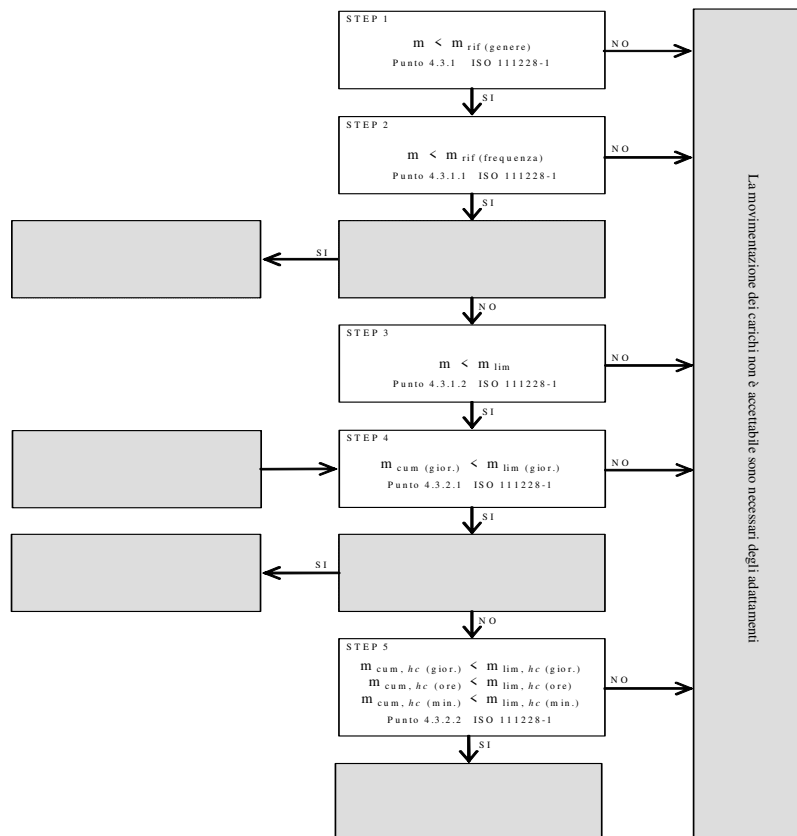 STEP 1
m < m rif (genere)
Punto 4.3.1 ISO 111228-1
NO
SI
STEP 2
m < m rif (frequenza)
Punto 4.3.1.1 ISO 111228-1
NO
SI
SI
NO
STEP 3
m < m lim
Punto 4.3.1.2 ISO 111228-1
NO
SI
STEP 4
m cum (gior.) < m lim (gior.)
Punto 4.3.2.1 ISO 111228-1
NO
SI
SI
NO
STEP 5
m cum, hc (gior.) < m lim, hc (gior.)
m cum, hc (ore) < m lim, hc (ore)
m cum, hc (min.) < m lim, hc (min.)
Punto 4.3.2.2 ISO 111228-1
NO
SI
La movimentazione dei carichi non è accettabile sono necessari degli adattamenti